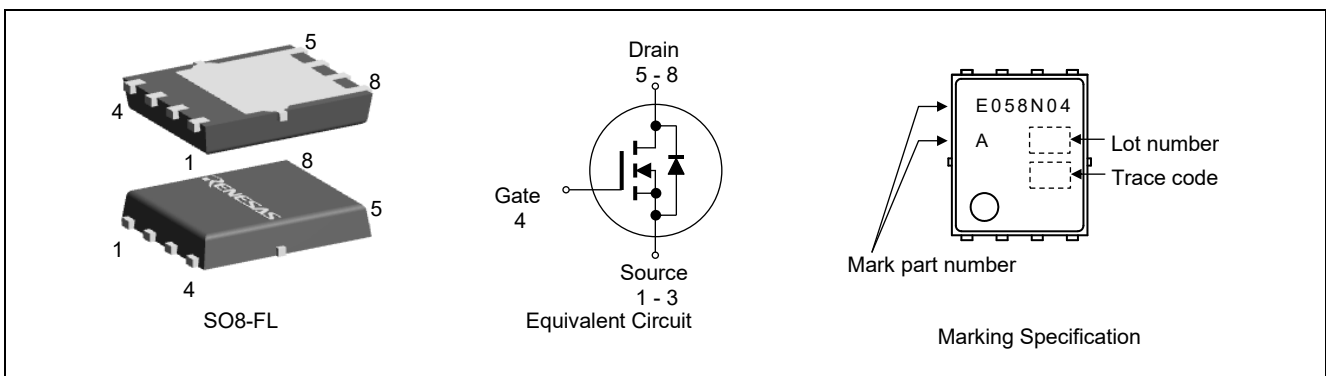 5
8
4
1
RENESAS
8
5
1
4
SO8-FL
Drain
5 - 8
Gate
4
Source
1 - 3
Equivalent Circuit
E058N04
A
Lot number
Trace code
Mark part number
Marking Specification